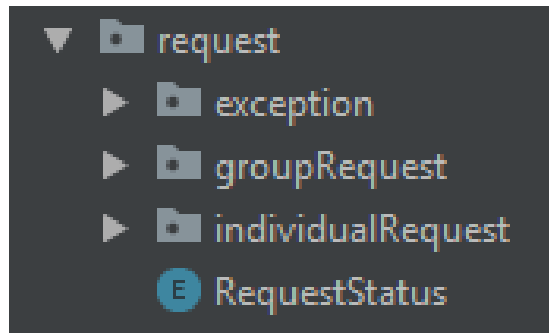 request
exception
groupRequest
individualRequest
E RequestStatus